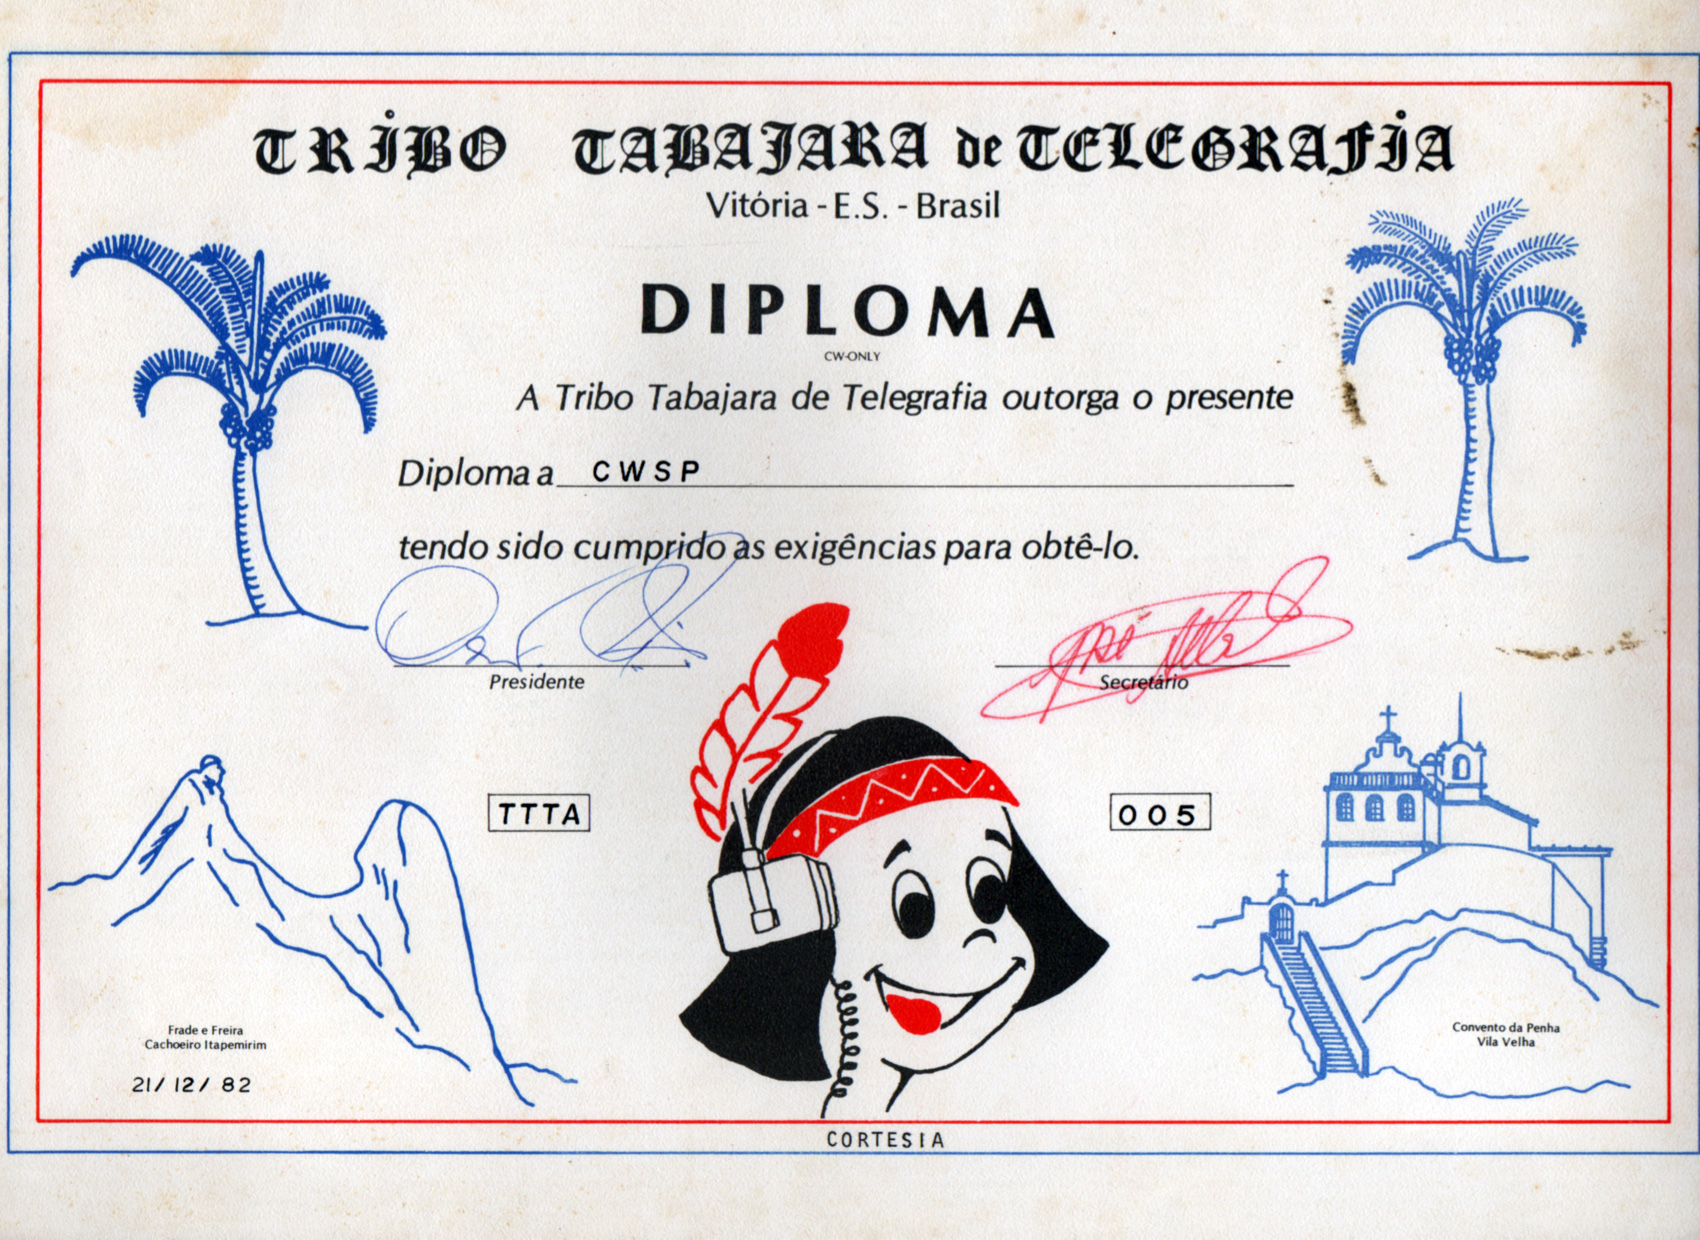 TRIBO TABAJARA de TELEGRAFIA
Vitória - E.S. - Brasil
DIPLOMA
CW-ONLY
A Tribo Tabajara de Telegrafia outorga o presente
Diploma a CWSP
tendo sido cumprido as exigências para obtê-lo.
Presidente
Secretário
TTTA
005
Frade e Freira
Cachoeiro Itapemirim
21/12/82
Convento da Penha
Vila Velha
CORTESIA